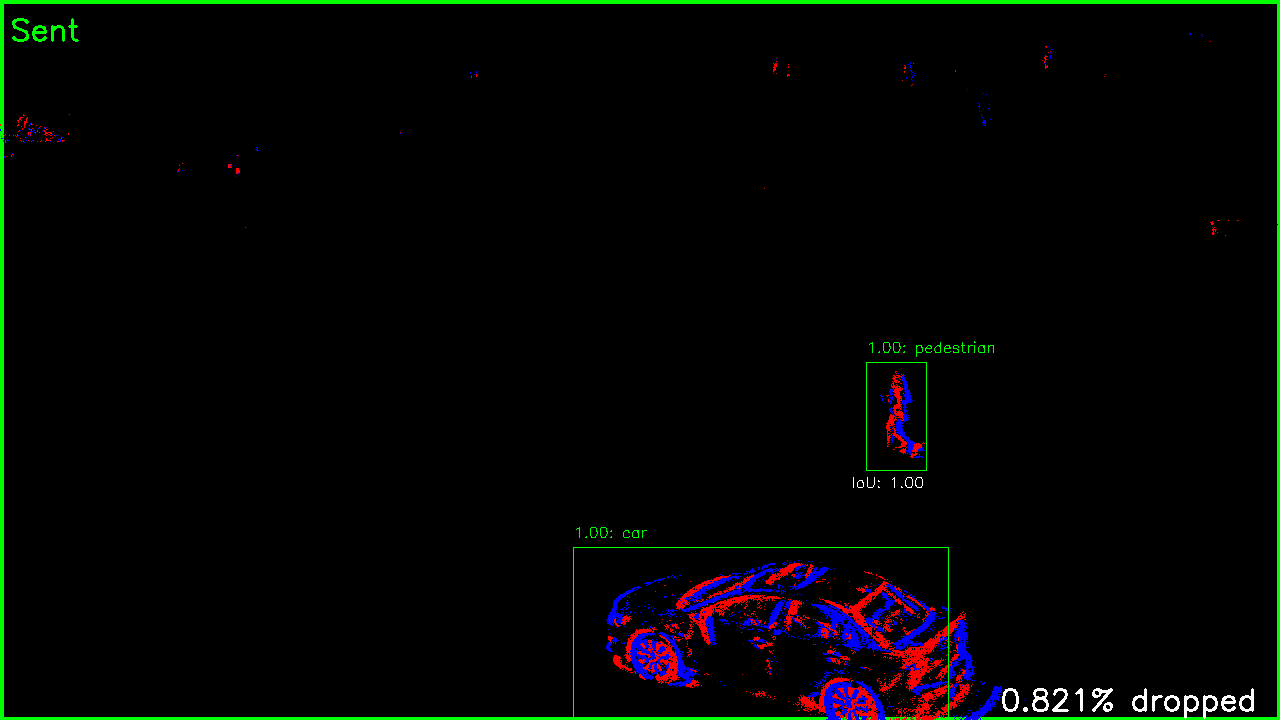 Sent
1.00: pedestrian
IoU: 1.00
1.00: car
0.821% dropped